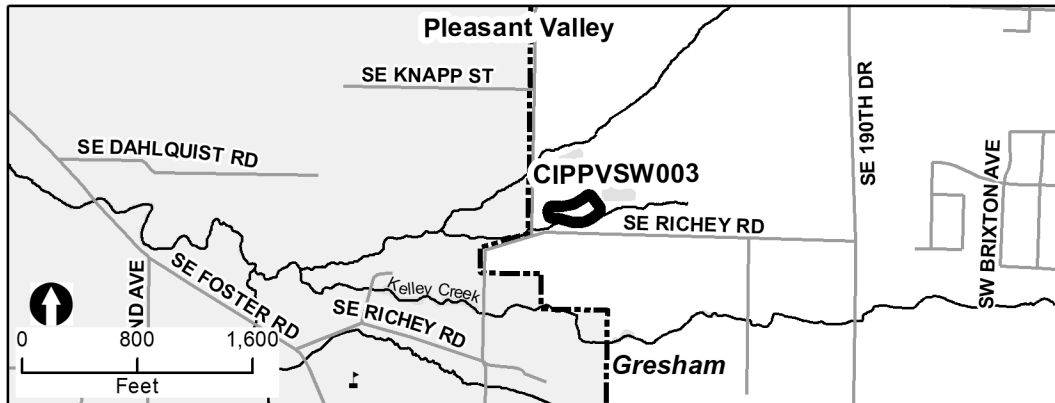 Pleasant Valley
SE KNAPP ST
SE DAHLQUIST RD
SE 190TH DR
CIPPVSW003
SE RICHEY RD
SW BRIXTON AVE
ND AVE
SE FOSTER RD
Kelley Creek
SE RICHEY RD
0 800 1,600
Feet
Gresham